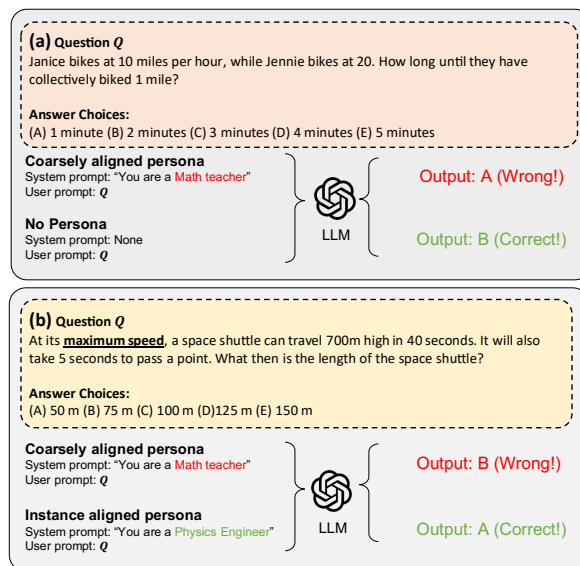 (a) Question Q
Janice bikes at 10 miles per hour, while Jennie bikes at 20. How long until they have
collectively biked 1 mile?
Answer Choices:
(A) 1 minute (B) 2 minutes (C) 3 minutes (D) 4 minutes (E) 5 minutes
Coarsely aligned persona
System prompt: “You are a Math teacher”
User prompt: Q
No Persona
System prompt: None
User prompt: Q
LLM
Output: A (Wrong!)
Output: B (Correct!)
(b) Question Q
At its maximum speed, a space shuttle can travel 700m high in 40 seconds. It will also
take 5 seconds to pass a point. What then is the length of the space shuttle?
Answer Choices:
(A) 50 m (B) 75 m (C) 100 m (D)125 m (E) 150 m
Coarsely aligned persona
System prompt: “You are a Math teacher”
User prompt: Q
Instance aligned persona
System prompt: “You are a Physics Engineer”
User prompt: Q
LLM
Output: B (Wrong!)
Output: A (Correct!)